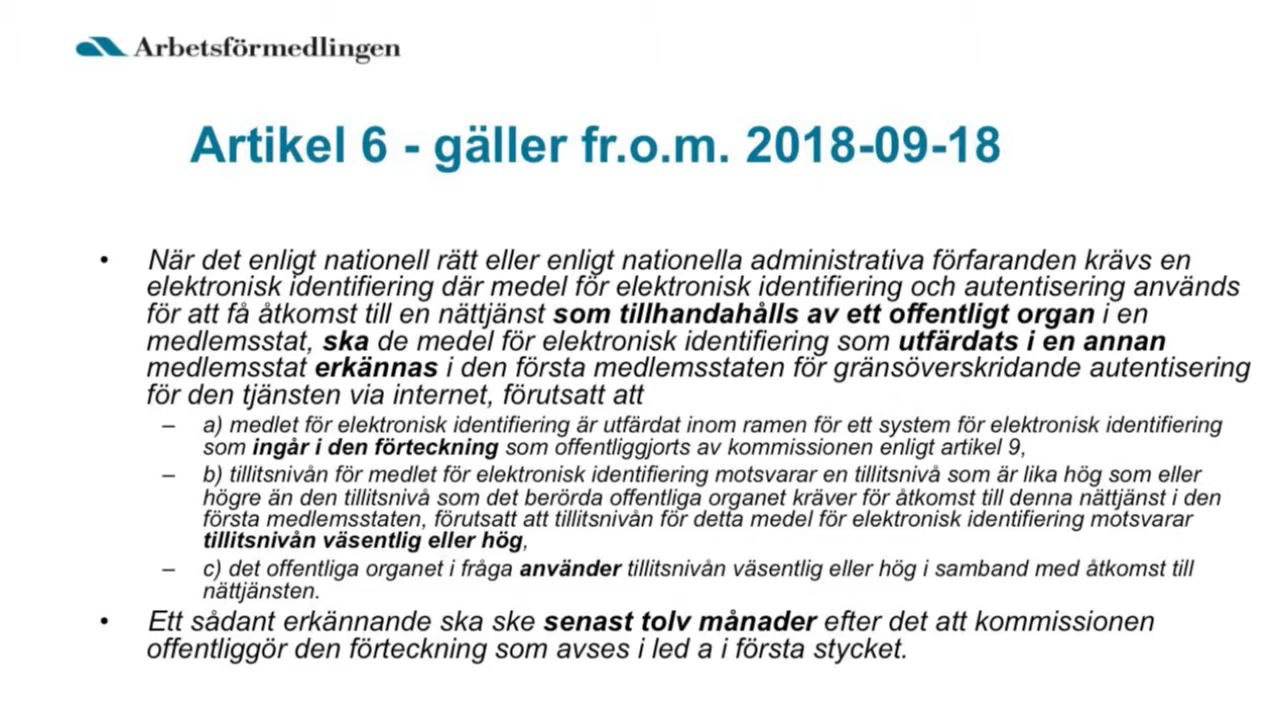 Arbetsförmedlingen
Artikel 6 - gäller fr.o.m. 2018-09-18
• När det enligt nationell rätt eller enligt nationella administrativa förfaranden krävs en
elektronisk identifiering där medel för elektronisk identifiering och autentisering används
för att få åtkomst till en nättjänst som tillhandahålls av ett offentligt organ i en
medlemsstat, ska de medel för elektronisk identifiering som utfärdats i en annan
medlemsstat erkännas i den första medlemsstaten för gränsöverskridande autentisering
för den tjänsten via internet, förutsatt att
– a) medlet för elektronisk identifiering är utfärdat inom ramen för ett system för elektronisk identifiering
som ingår i den förteckning som offentliggjorts av kommissionen enligt artikel 9,
– b) tillitsnivån för medlet för elektronisk identifiering motsvarar en tillitsnivå som är lika hög som eller
högre än den tillitsnivå som det berörda offentliga organet kräver för åtkomst till denna nättjänst i den
första medlemsstaten, förutsatt att tillitsnivån för detta medel för elektronisk identifiering motsvarar
tillitsnivån väsentlig eller hög,
– c) det offentliga organet i fråga använder tillitsnivån väsentlig eller hög i samband med åtkomst till
nättjänsten.
• Ett sådant erkännande ska ske senast tolv månader efter det att kommissionen
offentliggör den förteckning som avses i led a i första stycket.